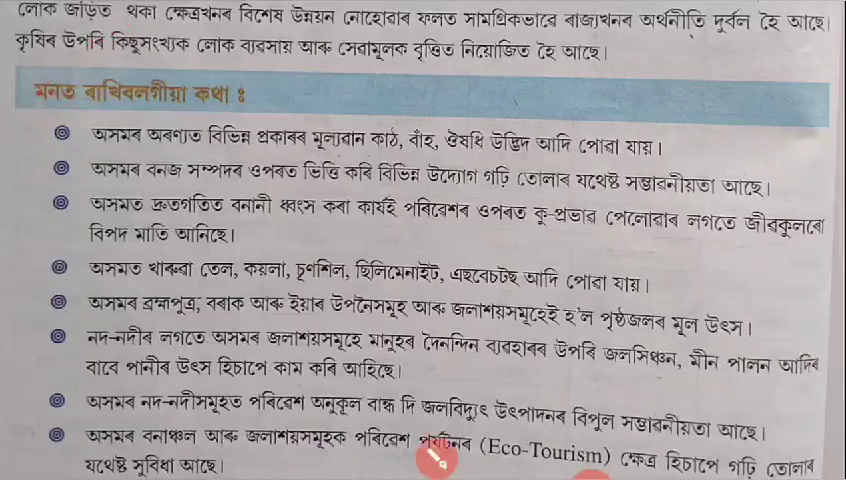 লোক জড়িত থকা ক্ষেত্ৰখনৰ বিশেষ উন্নয়ন নোহোৱাৰ ফলত সামগ্ৰিকভাৱে ৰাজ্যখনৰ অৰ্থনীতি দুৰ্বল হৈ আছে।
কৃষিৰ উপৰি কিছুসংখ্যক লোক ব্যৱসায় আৰু সেৱামূলক বৃত্তিত নিয়োজিত হৈ আছে।
মনত ৰাখিবলগীয়া কথা ঃ
অসমৰ অৰণ্যত বিভিন্ন প্ৰকাৰৰ মূল্যবান কাঠ, বাঁহ, ঔষধি উদ্ভিদ আদি পোৱা যায়।
অসমৰ বনজ সম্পদৰ ওপৰত ভিত্তি কৰি বিভিন্ন উদ্যোগ গঢ়ি তোলাৰ যথেষ্ট সম্ভাৱনীয়তা আছে।
অসমত দ্ৰুতগতিত বনানী ধ্বংস কৰা কাৰ্যই পৰিৱেশৰ ওপৰত কু-প্ৰভাৱ পেলোৱাৰ লগতে জীৱকুলৰো
বিপদ মাতি আনিছে।
অসমত খাৰুৱা তেল, কয়লা, চূণশিল, ছিলিমেনাইট, এছবেচটছ আদি পোৱা যায়।
অসমৰ ব্ৰহ্মপুত্ৰ, বৰাক আৰু ইয়াৰ উপনৈসমূহ আৰু জলাশয়সমূহেই হ'ল পৃষ্ঠজলৰ মূল উৎস।
নদ-নদীৰ লগতে অসমৰ জলাশয়সমূহে মানুহৰ দৈনন্দিন ব্যৱহাৰৰ উপৰি জলসিঞ্চন, মীন পালন আদিৰ
বাবে পানীৰ উৎস হিচাপে কাম কৰি আহিছে।
অসমৰ নদ-নদীসমূহত পৰিৱেশ অনুকূল বান্ধ দি জলবিদ্যুৎ উৎপাদনৰ বিপুল সম্ভাৱনীয়তা আছে।
অসমৰ বনাঞ্চল আৰু জলাশয়সমূহক পৰিৱেশ পৰ্যটনৰ (Eco-Tourism) ক্ষেত্ৰ হিচাপে গঢ়ি তোলাৰ
যথেষ্ট সুবিধা আছে।